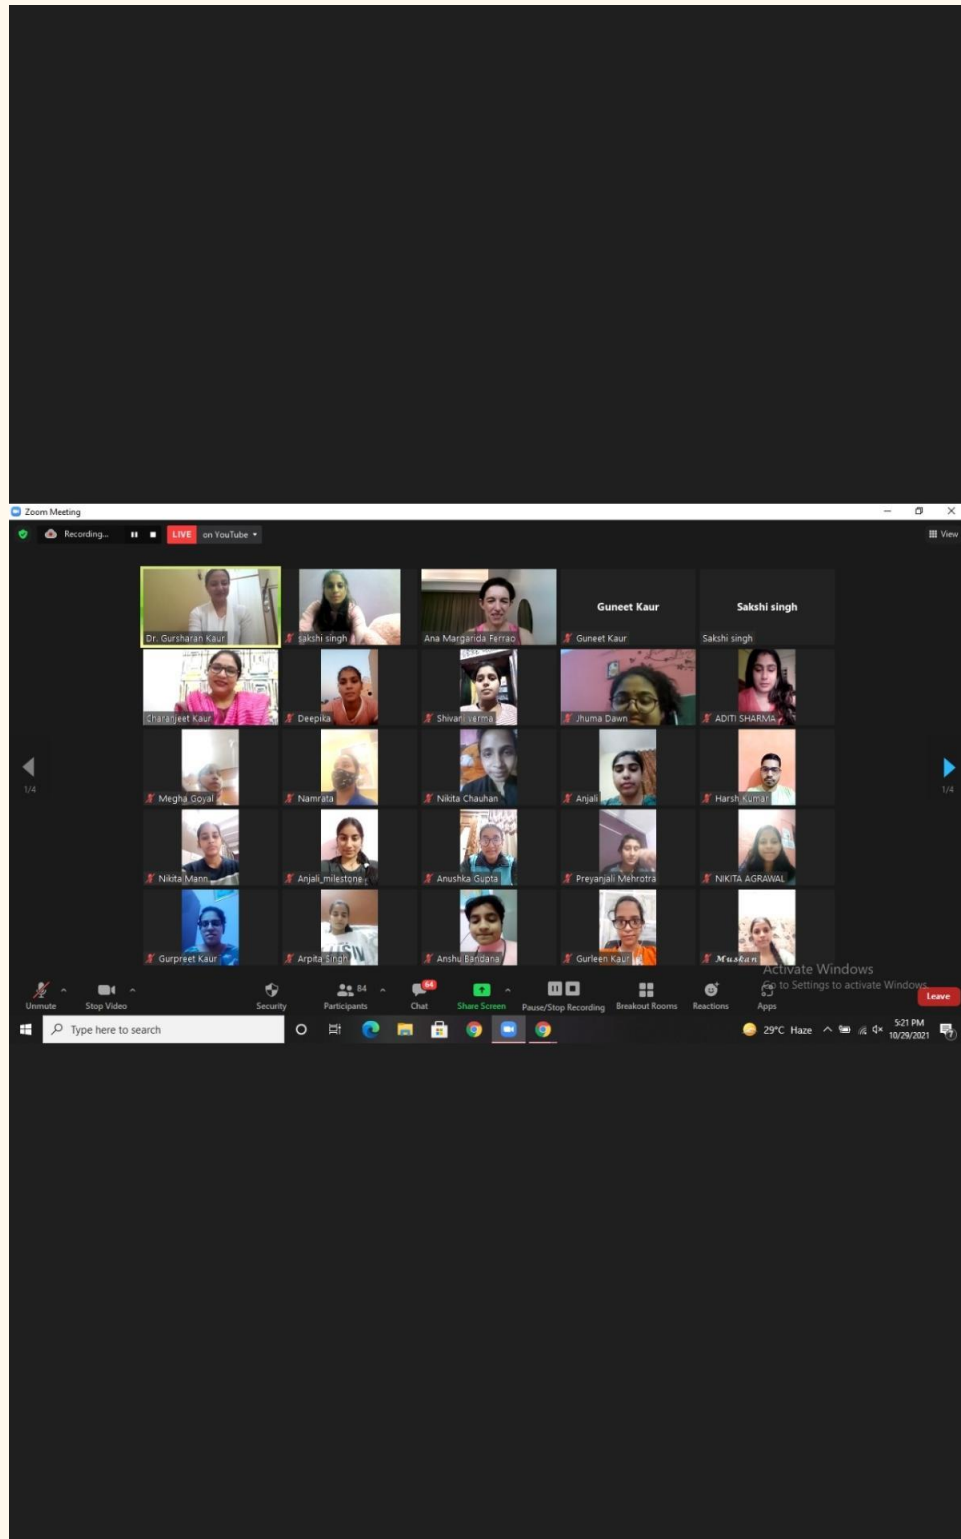 Zoom Meeting
Recording... LIVE on YouTube View
Guneet Kaur Sakshi singh
Dr. Gursharan Kaur sakshi singh Ana Margarida Ferrao Guneet Kaur Sakshi singh
Charanjeet Kaur Deepika Shivani verma Jhuma Dawn ADITI SHARMA
1/4 1/4
Megha Goyal Namrata Nikita Chauhan Anjali Harsh Kumar
Nikita Mann Anjali_milestone Anushka Gupta Preyanjali Mehrotra NIKITA AGRAWAL
Gurpreet Kaur Arpita Singh Anshu Bandana Gurleen Kaur Muskan
Activate Windows
Go to Settings to activate Windows.
84 64
Unmute Stop Video Security Participants Chat Share Screen Pause/Stop Recording Breakout Rooms Reactions Apps Leave
Type here to search 29°C Haze 5:21 PM
10/29/2021 7